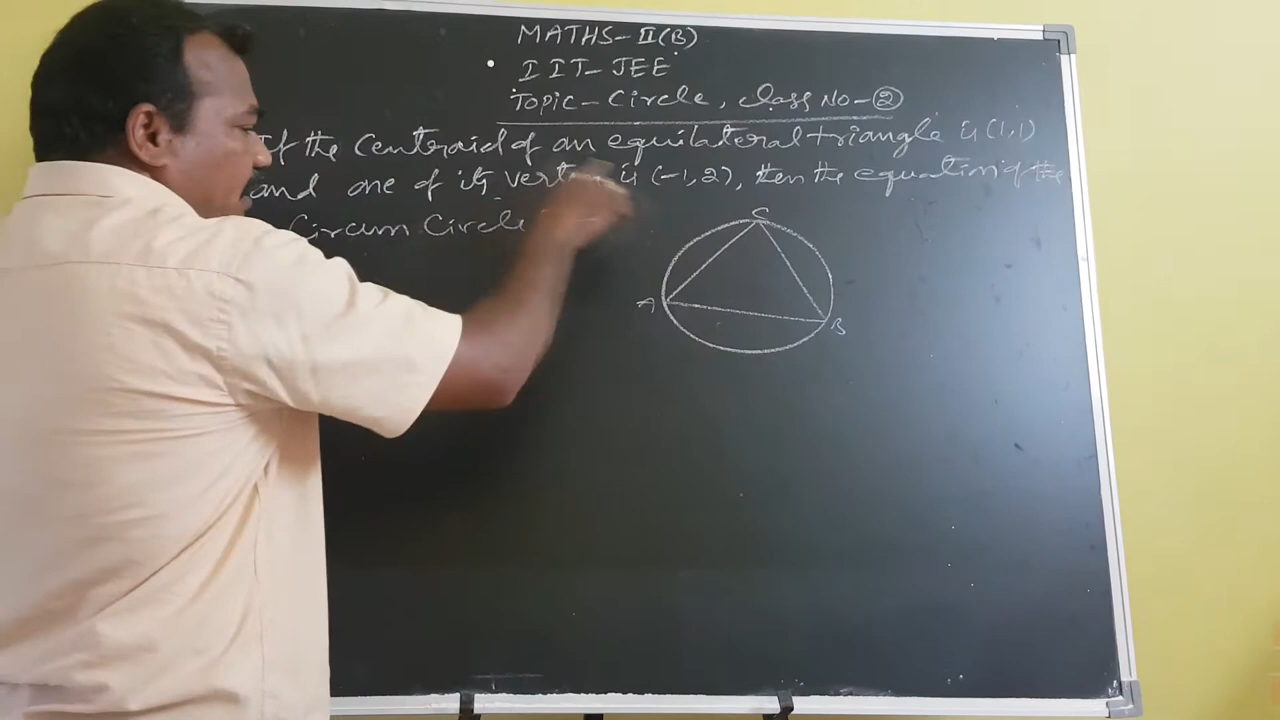 MATHS-II(B)
IIT-JEE
Topic-Circle, Class No-②
If the centroid of an equilateral triangle is (1,1)
and one of its vertex is (-1,2), then the equation of the
Circum Circle
C
A
B